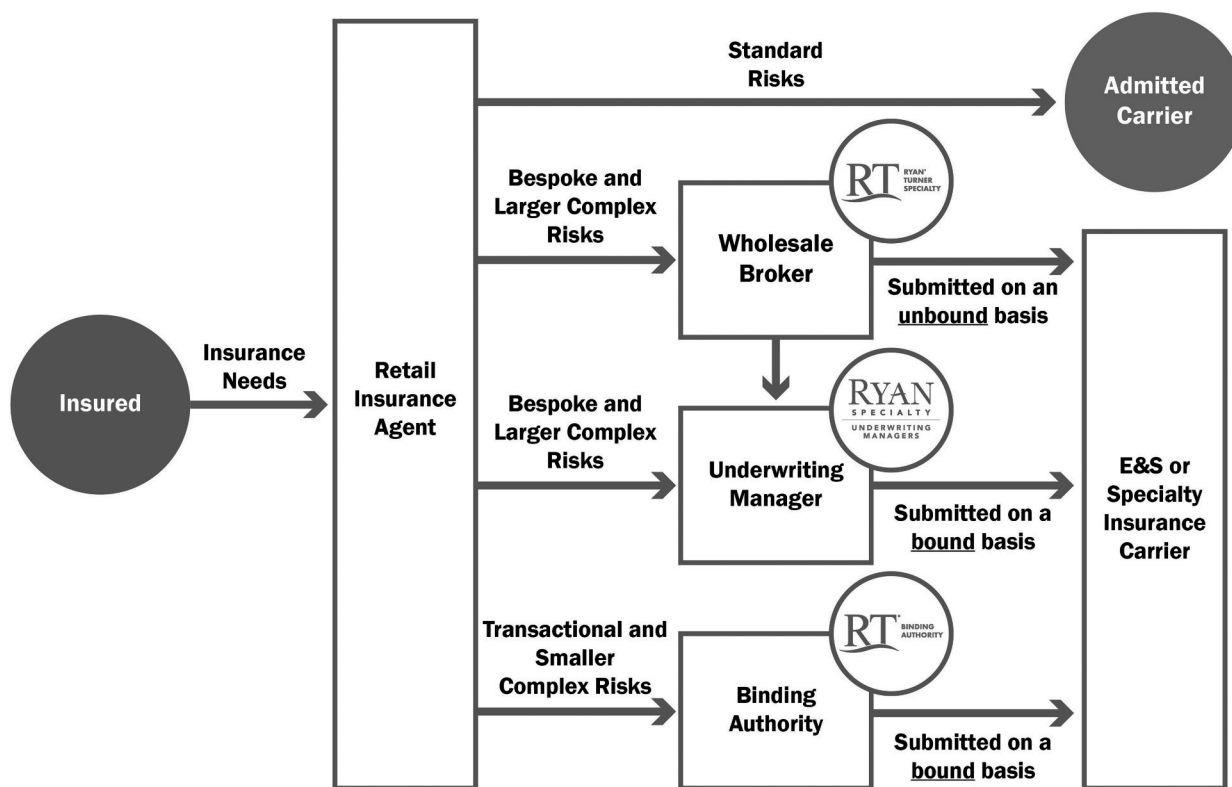 Standard
Risks
Admitted
Carrier
RT
RYAN®
TURNER
SPECIALTY
Bespoke and
Larger Complex
Risks
Wholesale
Broker
Submitted on an
unbound basis
Insured
Insurance
Needs
Retail
Insurance
Agent
Bespoke and
Larger Complex
Risks
RYAN
SPECIALTY
UNDERWRITING
MANAGERS
Underwriting
Manager
Submitted on a
bound basis
E&S or
Specialty
Insurance
Carrier
Transactional and
Smaller
Complex Risks
RT®
BINDING
AUTHORITY
Binding
Authority
Submitted on a
bound basis